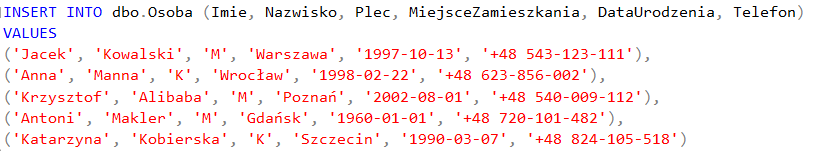 INSERT INTO dbo.Osoba (Imie, Nazwisko, Plec, MiejsceZamieszkania, DataUrodzenia, Telefon)
VALUES
('Jacek', 'Kowalski', 'M', 'Warszawa', '1997-10-13', '+48 543-123-111'),
('Anna', 'Manna', 'K', 'Wrocław', '1998-02-22', '+48 623-856-002'),
('Krzysztof', 'Alibaba', 'M', 'Poznań', '2002-08-01', '+48 540-009-112'),
('Antoni', 'Makler', 'M', 'Gdańsk', '1960-01-01', '+48 720-101-482'),
('Katarzyna', 'Kobierska', 'K', 'Szczecin', '1990-03-07', '+48 824-105-518')